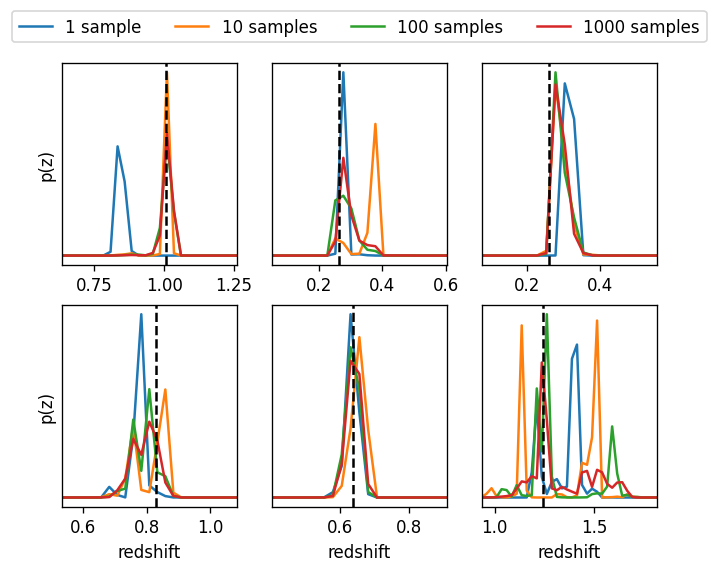 1 sample 10 samples 100 samples 1000 samples
p(z)
0.75 1.00 1.25 0.2 0.4 0.6 0.2 0.4
p(z)
0.6 0.8 1.0 0.6 0.8 1.0 1.5
redshift redshift redshift